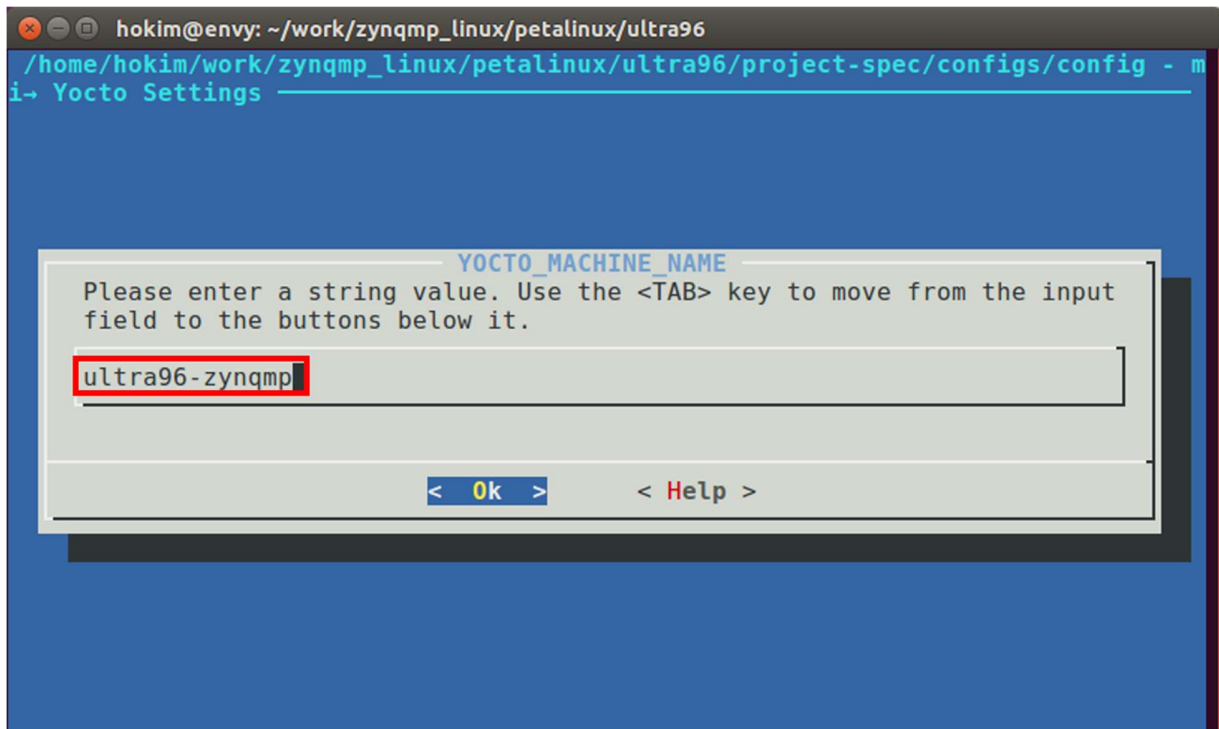 hokim@envy: ~/work/zynqmp_linux/petalinux/ultra96
/home/hokim/work/zynqmp_linux/petalinux/ultra96/project-spec/configs/config - m
i→ Yocto Settings
YOCTO_MACHINE_NAME
Please enter a string value. Use the <TAB> key to move from the input
field to the buttons below it.
ultra96-zynqmp
< Ok > < Help >